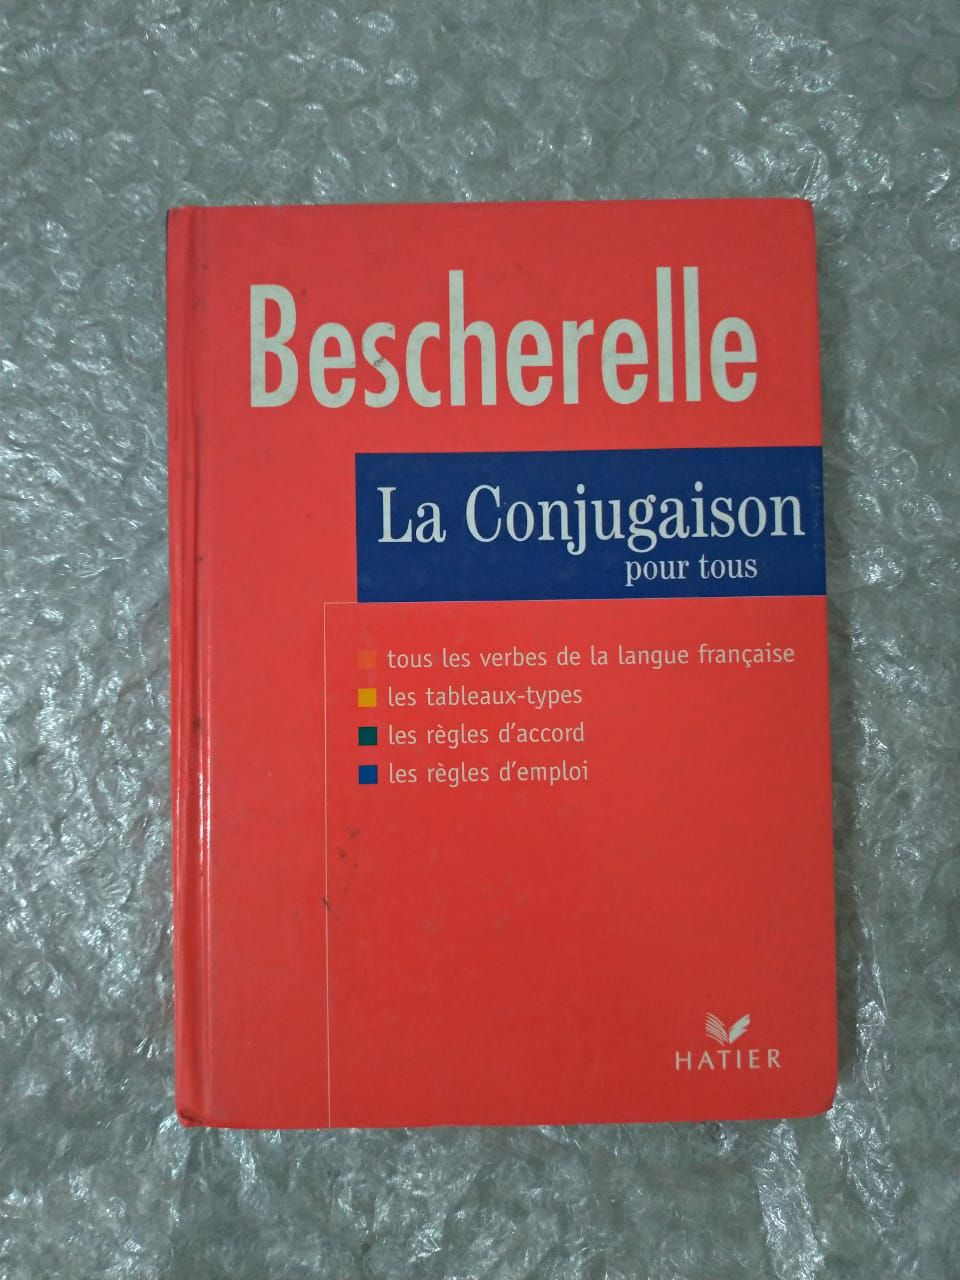 Bescherelle
La Conjugaison
pour tous
tous les verbes de la langue française
les tableaux-types
les règles d'accord
les règles d'emploi
HATIER